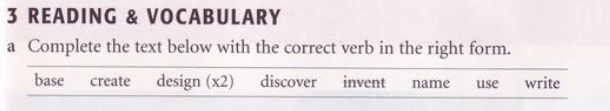 3 READING & VOCABULARY
a Complete the text below with the correct verb in the right form.
base create design (x2) discover invent name use write